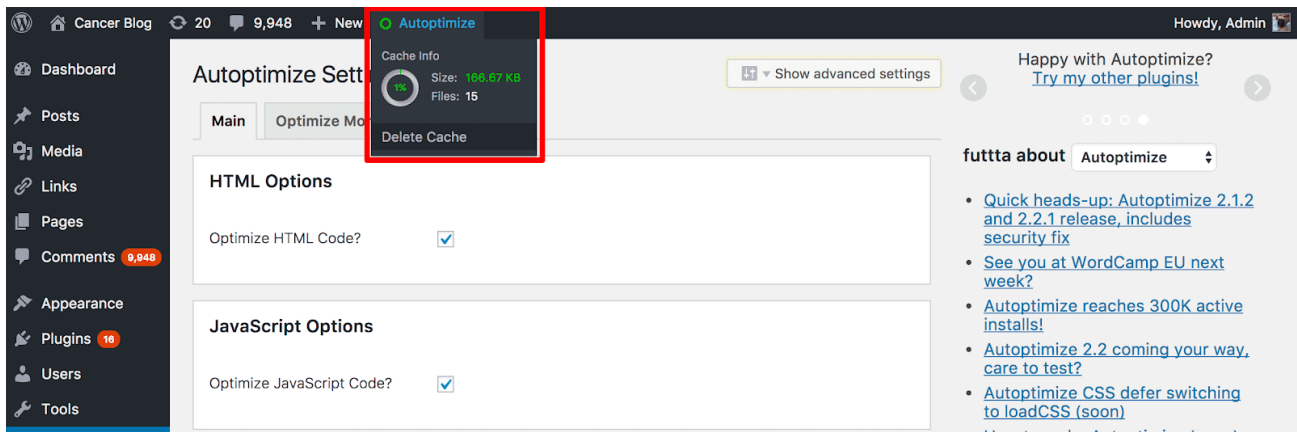 Cancer Blog 20 9,948 New Autoptimize Howdy, Admin
Dashboard
Posts
Media
Links
Pages
Comments 9,948
Appearance
Plugins 16
Users
Tools
Autoptimize Sett
Show advanced settings
Main Optimize Mo
Cache Info
1%
Size: 166.67 KB
Files: 15
Delete Cache
HTML Options
Optimize HTML Code?
JavaScript Options
Optimize JavaScript Code?
Happy with Autoptimize?
Try my other plugins!
futtta about Autoptimize
Quick heads-up: Autoptimize 2.1.2
and 2.2.1 release, includes
security fix
See you at WordCamp EU next
week?
Autoptimize reaches 300K active
installs!
Autoptimize 2.2 coming your way,
care to test?
Autoptimize CSS defer switching
to loadCSS (soon)